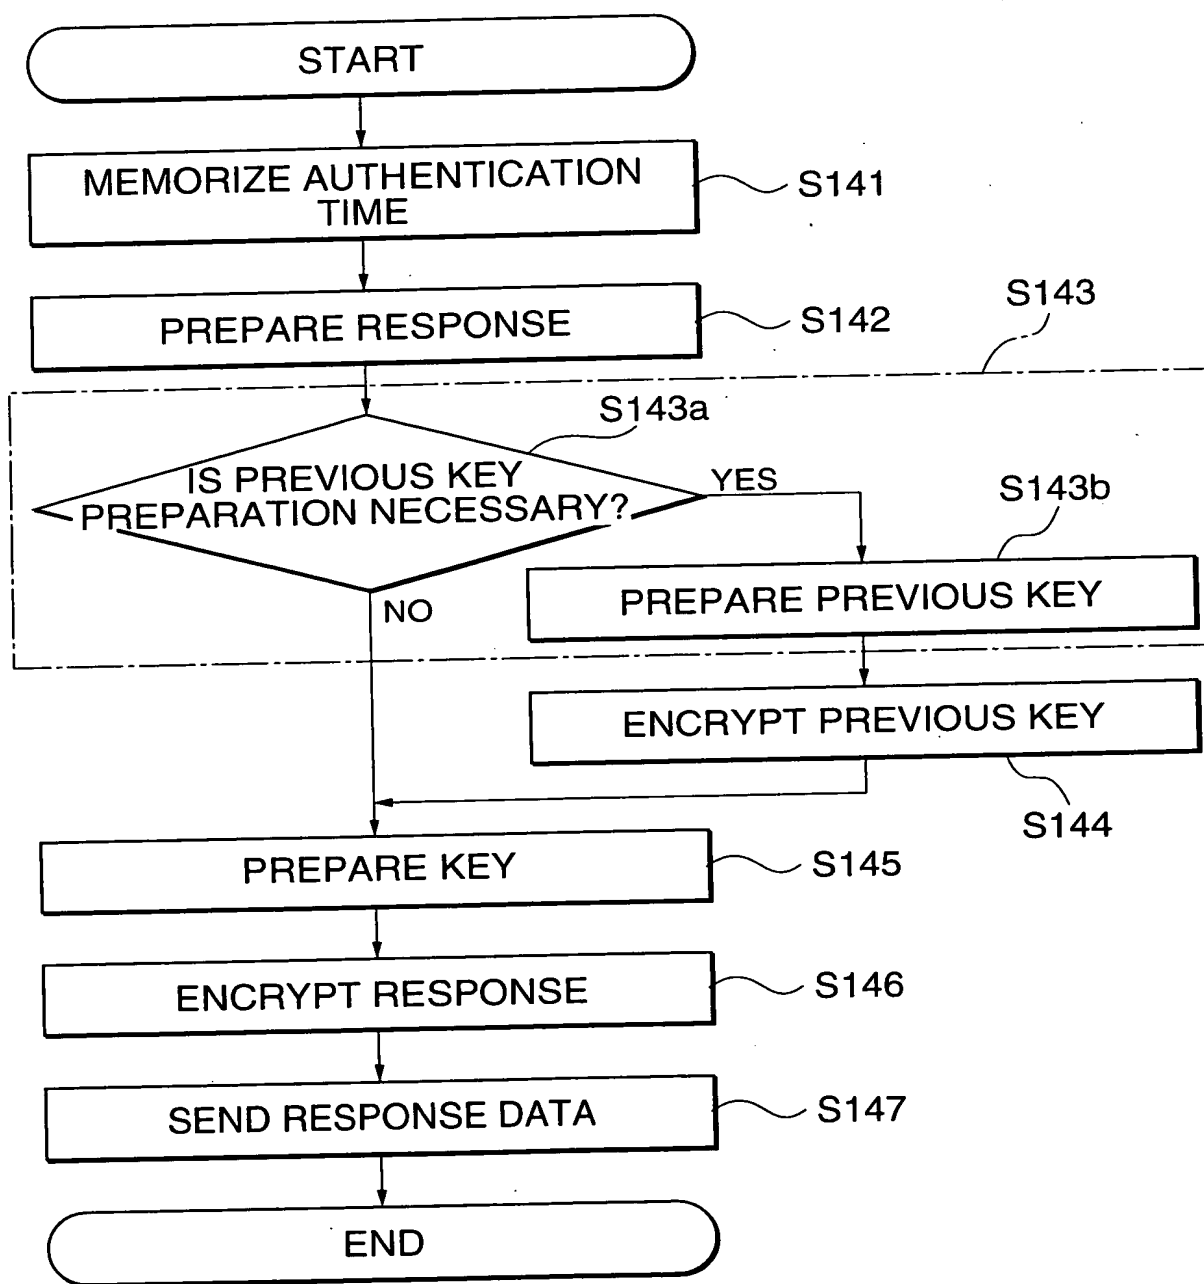 START
MEMORIZE AUTHENTICATION
TIME
S141
PREPARE RESPONSE
S142
S143
S143a
IS PREVIOUS KEY
PREPARATION NECESSARY?
YES
NO
S143b
PREPARE PREVIOUS KEY
ENCRYPT PREVIOUS KEY
S144
PREPARE KEY
S145
ENCRYPT RESPONSE
S146
SEND RESPONSE DATA
S147
END